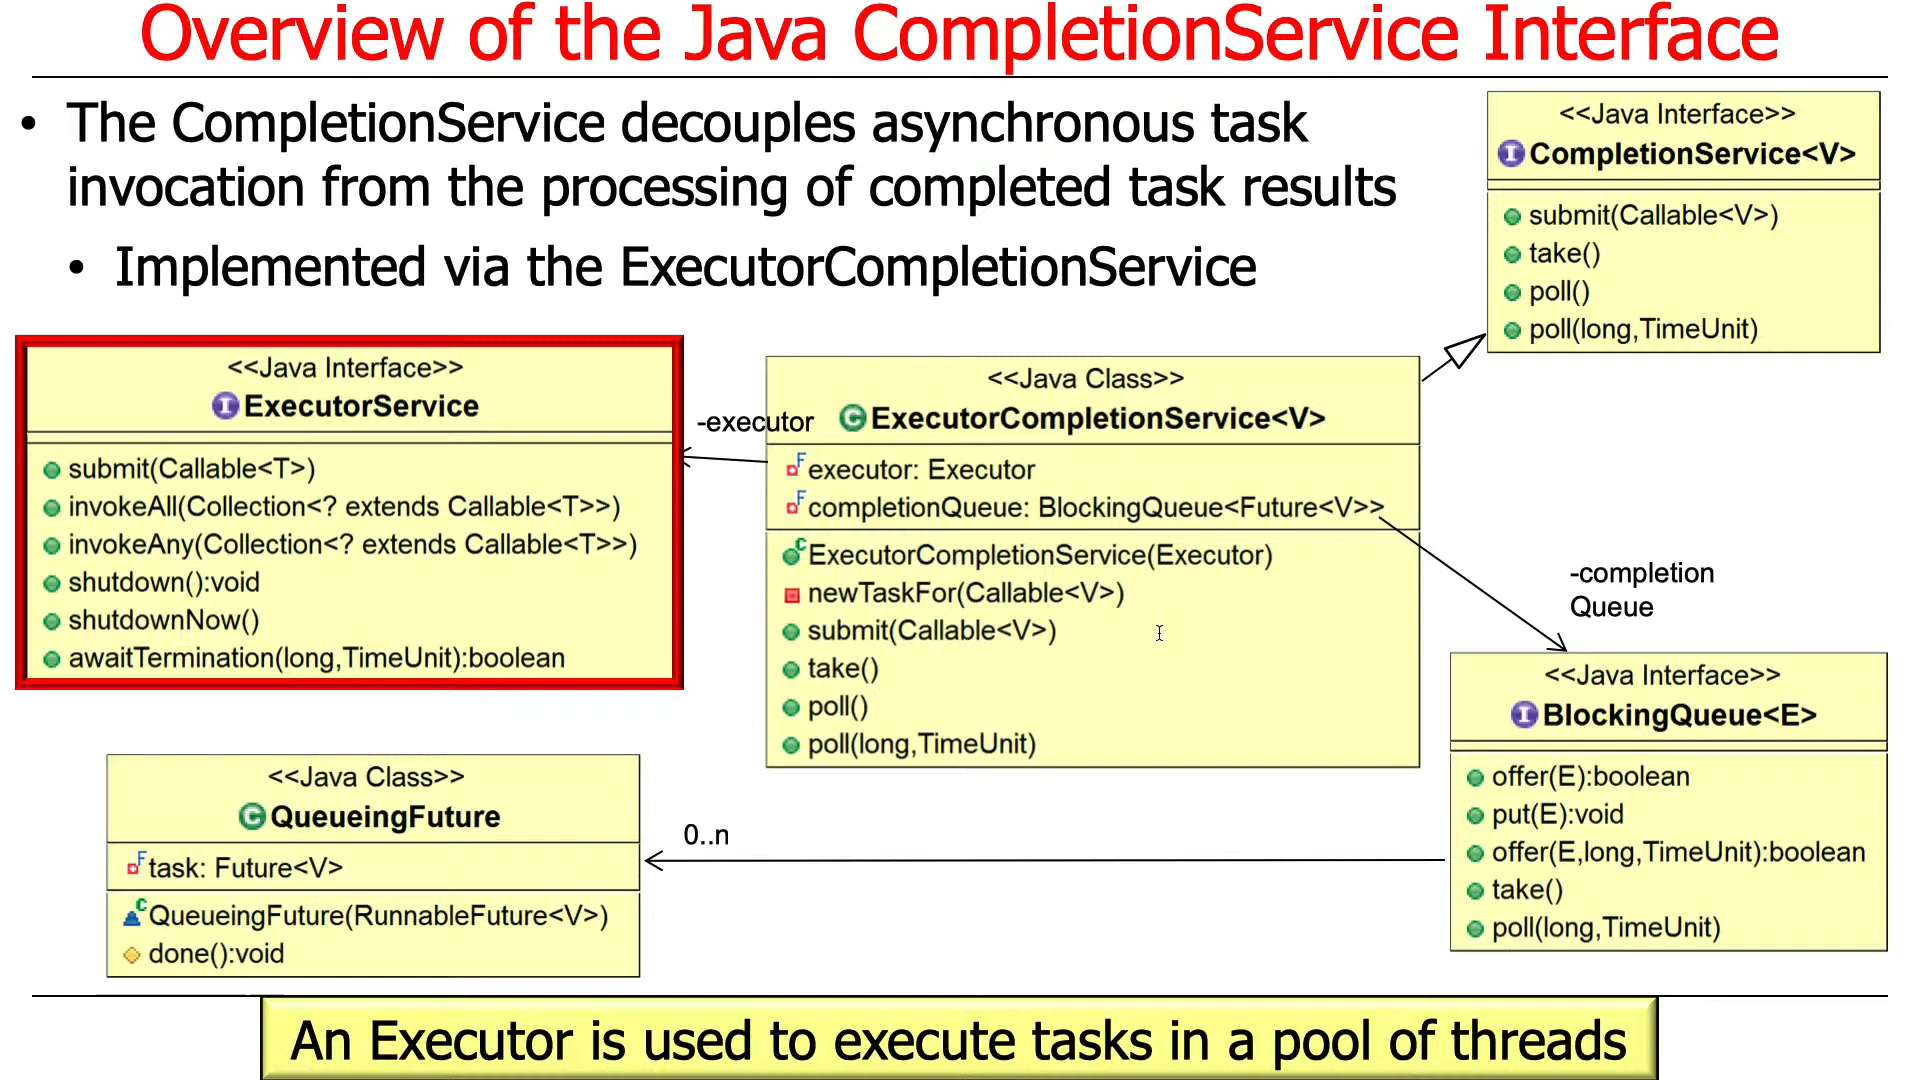 Overview of the Java CompletionService Interface
• The CompletionService decouples asynchronous task
invocation from the processing of completed task results
• Implemented via the ExecutorCompletionService
<<Java Interface>>
CompletionService<V>
submit(Callable<V>)
take()
poll()
poll(long,TimeUnit)
<<Java Interface>>
ExecutorService
submit(Callable<T>)
invokeAll(Collection<? extends Callable<T>>)
invokeAny(Collection<? extends Callable<T>>)
shutdown():void
shutdownNow()
awaitTermination(long,TimeUnit):boolean
-executor
<<Java Class>>
ExecutorCompletionService<V>
executor: Executor
completionQueue: BlockingQueue<Future<V>>
ExecutorCompletionService(Executor)
newTaskFor(Callable<V>)
submit(Callable<V>)
take()
poll()
poll(long,TimeUnit)
-completion
Queue
<<Java Interface>>
BlockingQueue<E>
offer(E):boolean
put(E):void
offer(E,long,TimeUnit):boolean
take()
poll(long,TimeUnit)
<<Java Class>>
QueueingFuture
task: Future<V>
QueueingFuture(RunnableFuture<V>)
done():void
0..n
An Executor is used to execute tasks in a pool of threads